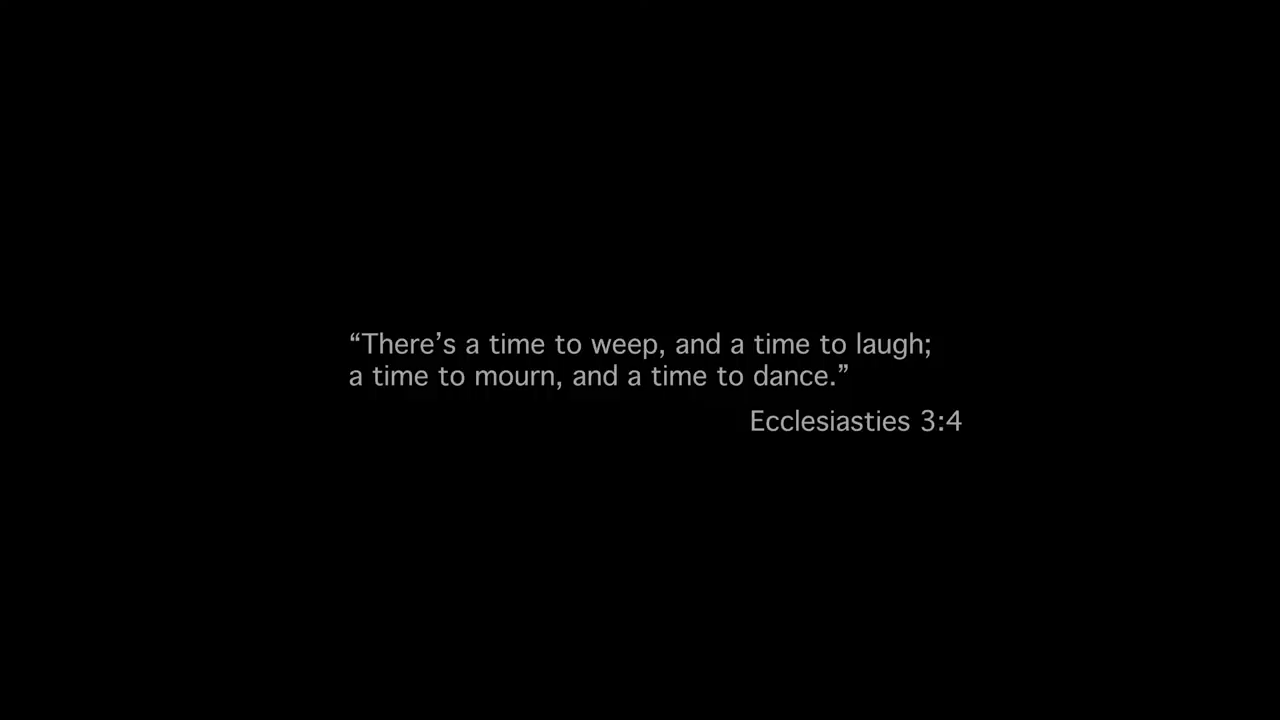 “There’s a time to weep, and a time to laugh;
a time to mourn, and a time to dance.”
Ecclesiasties 3:4